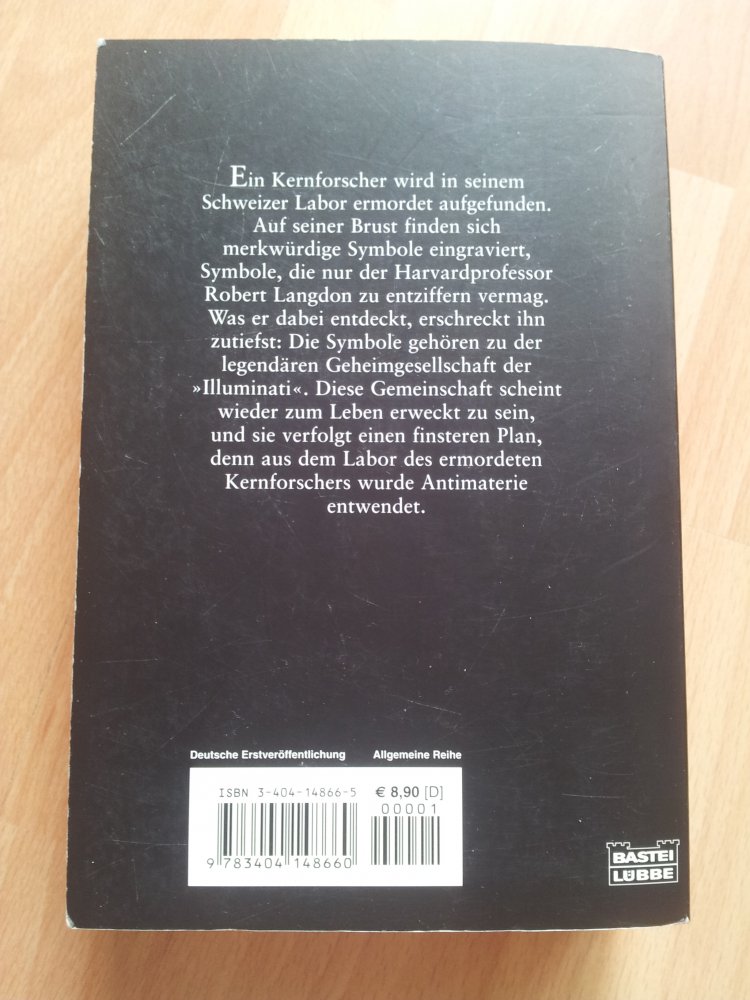 Ein Kernforscher wird in seinem
Schweizer Labor ermordet aufgefunden.
Auf seiner Brust finden sich
merkwürdige Symbole eingraviert,
Symbole, die nur der Harvardprofessor
Robert Langdon zu entziffern vermag.
Was er dabei entdeckt, erschreckt ihn
zutiefst: Die Symbole gehören zu der
legendären Geheimgesellschaft der
»Illuminati«. Diese Gemeinschaft scheint
wieder zum Leben erweckt zu sein,
und sie verfolgt einen finsteren Plan,
denn aus dem Labor des ermordeten
Kernforschers wurde Antimaterie
entwendet.
Deutsche Erstveröffentlichung Allgemeine Reihe
ISBN 3-404-14866-5 € 8,90 [D]
00001
9 783404 148660
BASTEI
LÜBBE